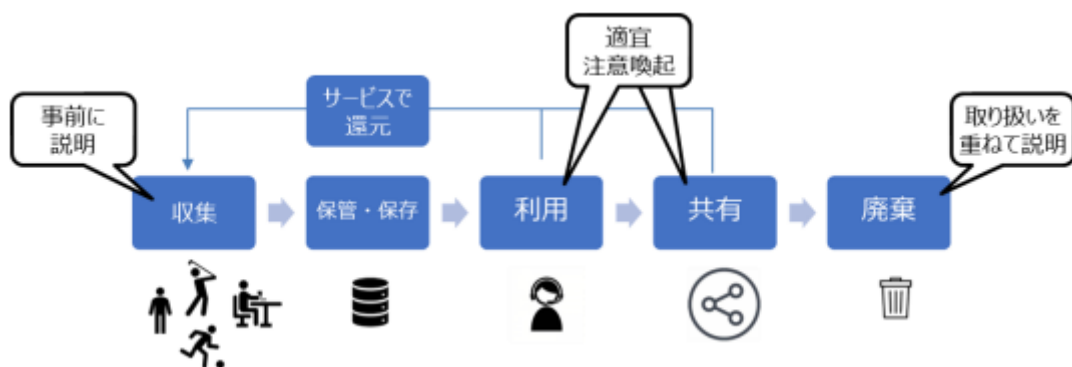 適宜
注意喚起
サービスで
還元
事前に
説明
取り扱いを
重ねて説明
収集
保管・保存
利用
共有
廃棄